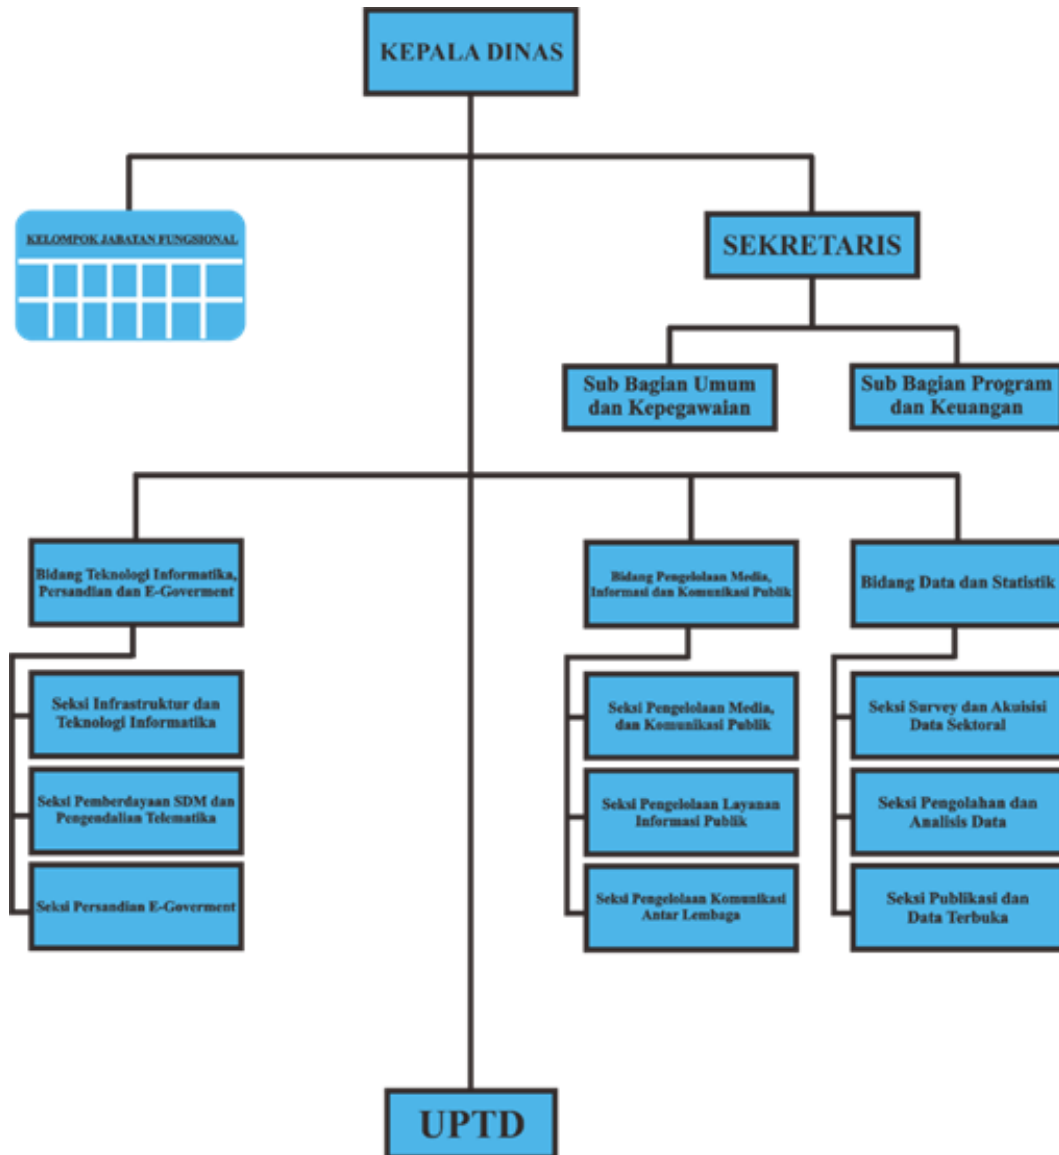 KEPALA DINAS
KELOMPOK JABATAN FUNGSIONAL
SEKRETARIS
Sub Bagian Umum
dan Kepegawaian
Sub Bagian Program
dan Keuangan
Bidang Teknologi Informatika,
Persandian dan E-Goverment
Seksi Infrastruktur dan
Teknologi Informatika
Seksi Pemberdayaan SDM dan
Pengendalian Telematika
Seksi Persandian E-Goverment
Bidang Pengelolaan Media,
Informasi dan Komunikasi Publik
Seksi Pengelolaan Media,
dan Komunikasi Publik
Seksi Pengelolaan Layanan
Informasi Publik
Seksi Pengelolaan Komunikasi
Antar Lembaga
Bidang Data dan Statistik
Seksi Survey dan Akuisisi
Data Sektoral
Seksi Pengolahan dan
Analisis Data
Seksi Publikasi dan
Data Terbuka
UPTD